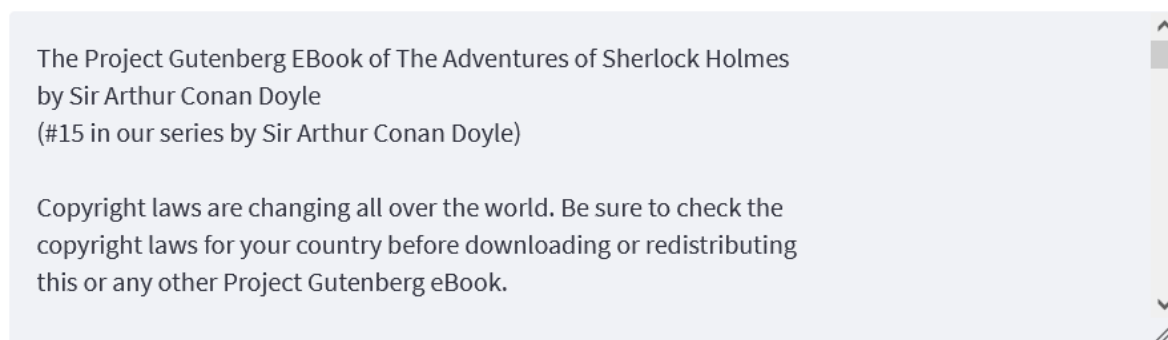 The Project Gutenberg EBook of The Adventures of Sherlock Holmes
by Sir Arthur Conan Doyle
(#15 in our series by Sir Arthur Conan Doyle)
Copyright laws are changing all over the world. Be sure to check the
copyright laws for your country before downloading or redistributing
this or any other Project Gutenberg eBook.